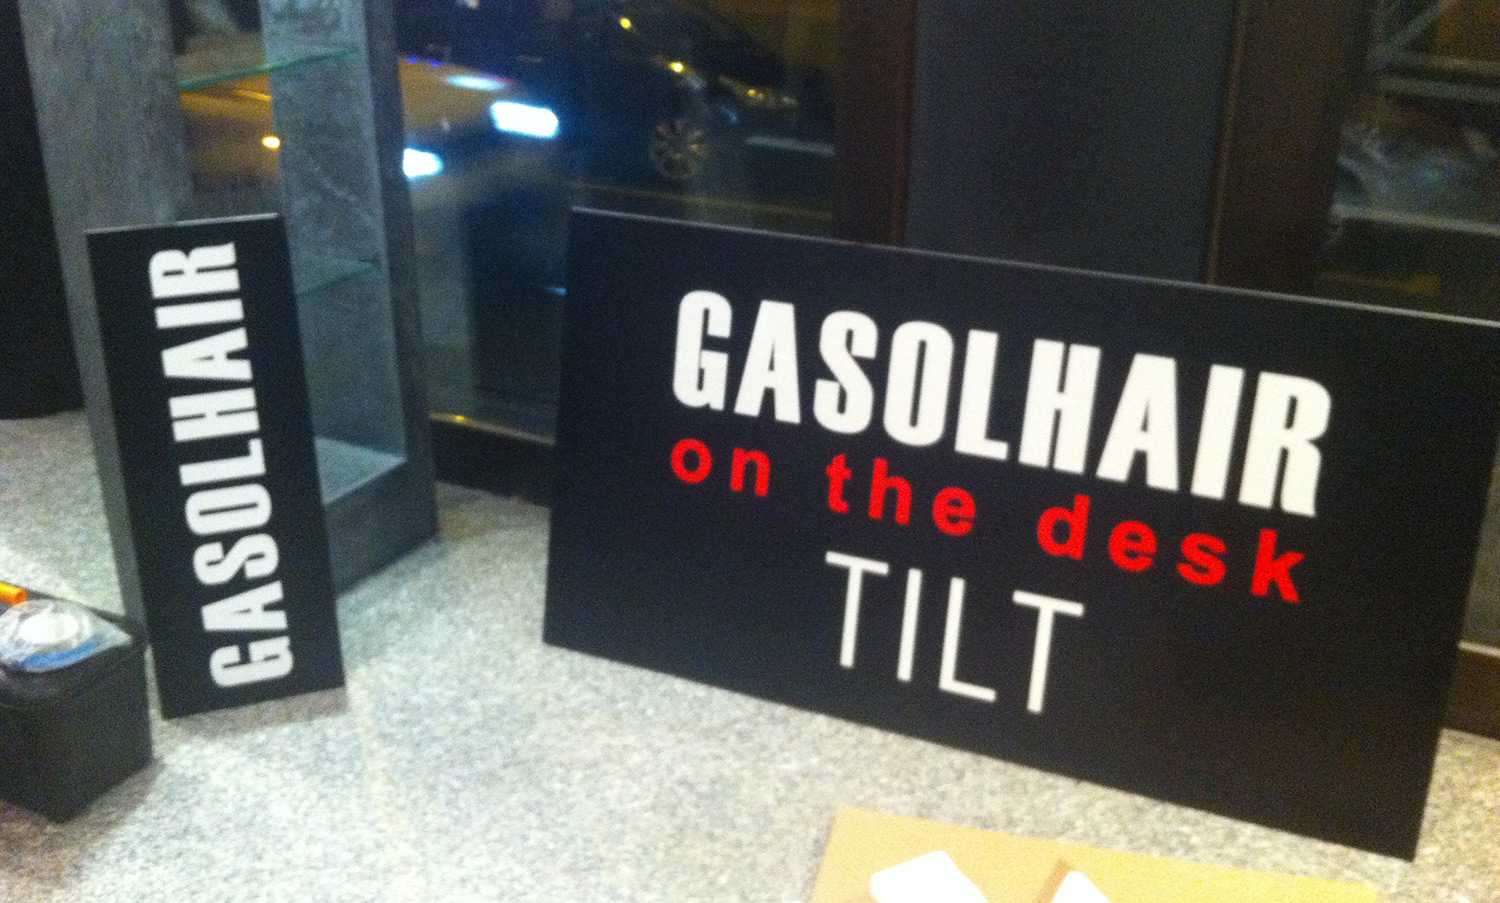 GASOLHAIR
GASOLHAIR
on the desk
TILT